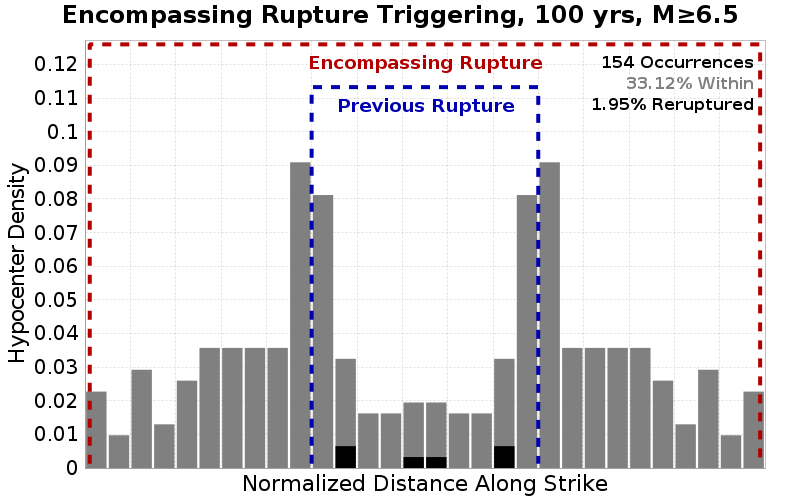 Encompassing Rupture Triggering, 100 yrs, M≥6.5
Encompassing Rupture
154 Occurrences
33.12% Within
1.95% Reruptured
Previous Rupture
Hypocenter Density
0.12
0.11
0.1
0.09
0.08
0.07
0.06
0.05
0.04
0.03
0.02
0.01
0
Normalized Distance Along Strike